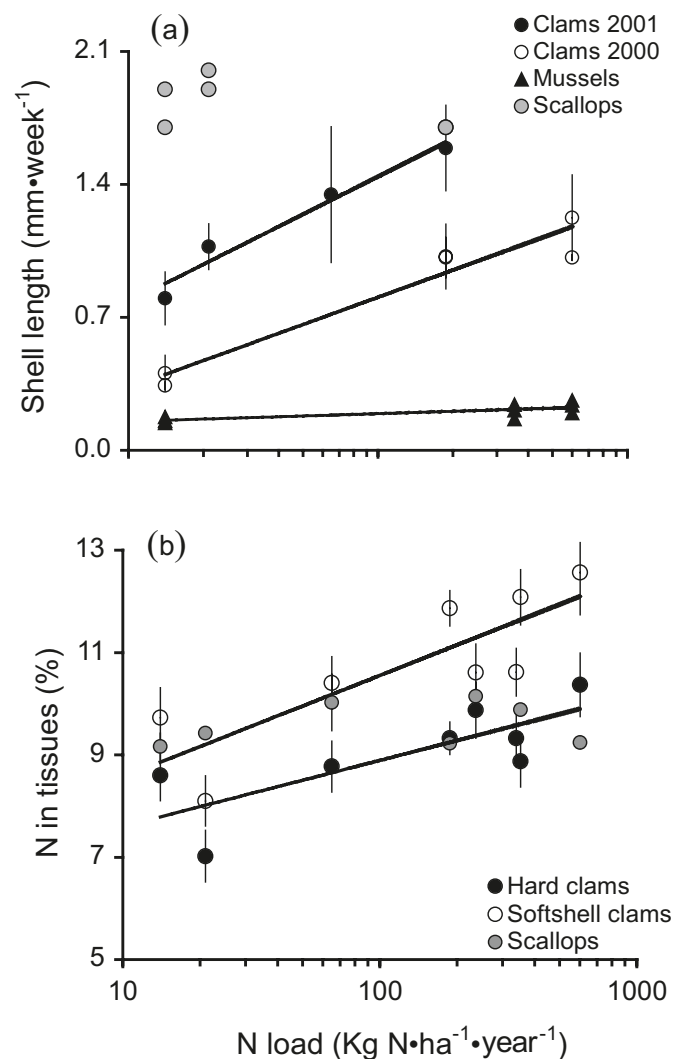 (a)
Clams 2001
Clams 2000
Mussels
Scallops
2.1
1.4
0.7
0.0
Shell length (mm•week⁻¹)
(b)
13
11
9
7
5
N in tissues (%)
Hard clams
Softshell clams
Scallops
10 100 1000
N load (Kg N•ha⁻¹•year⁻¹)